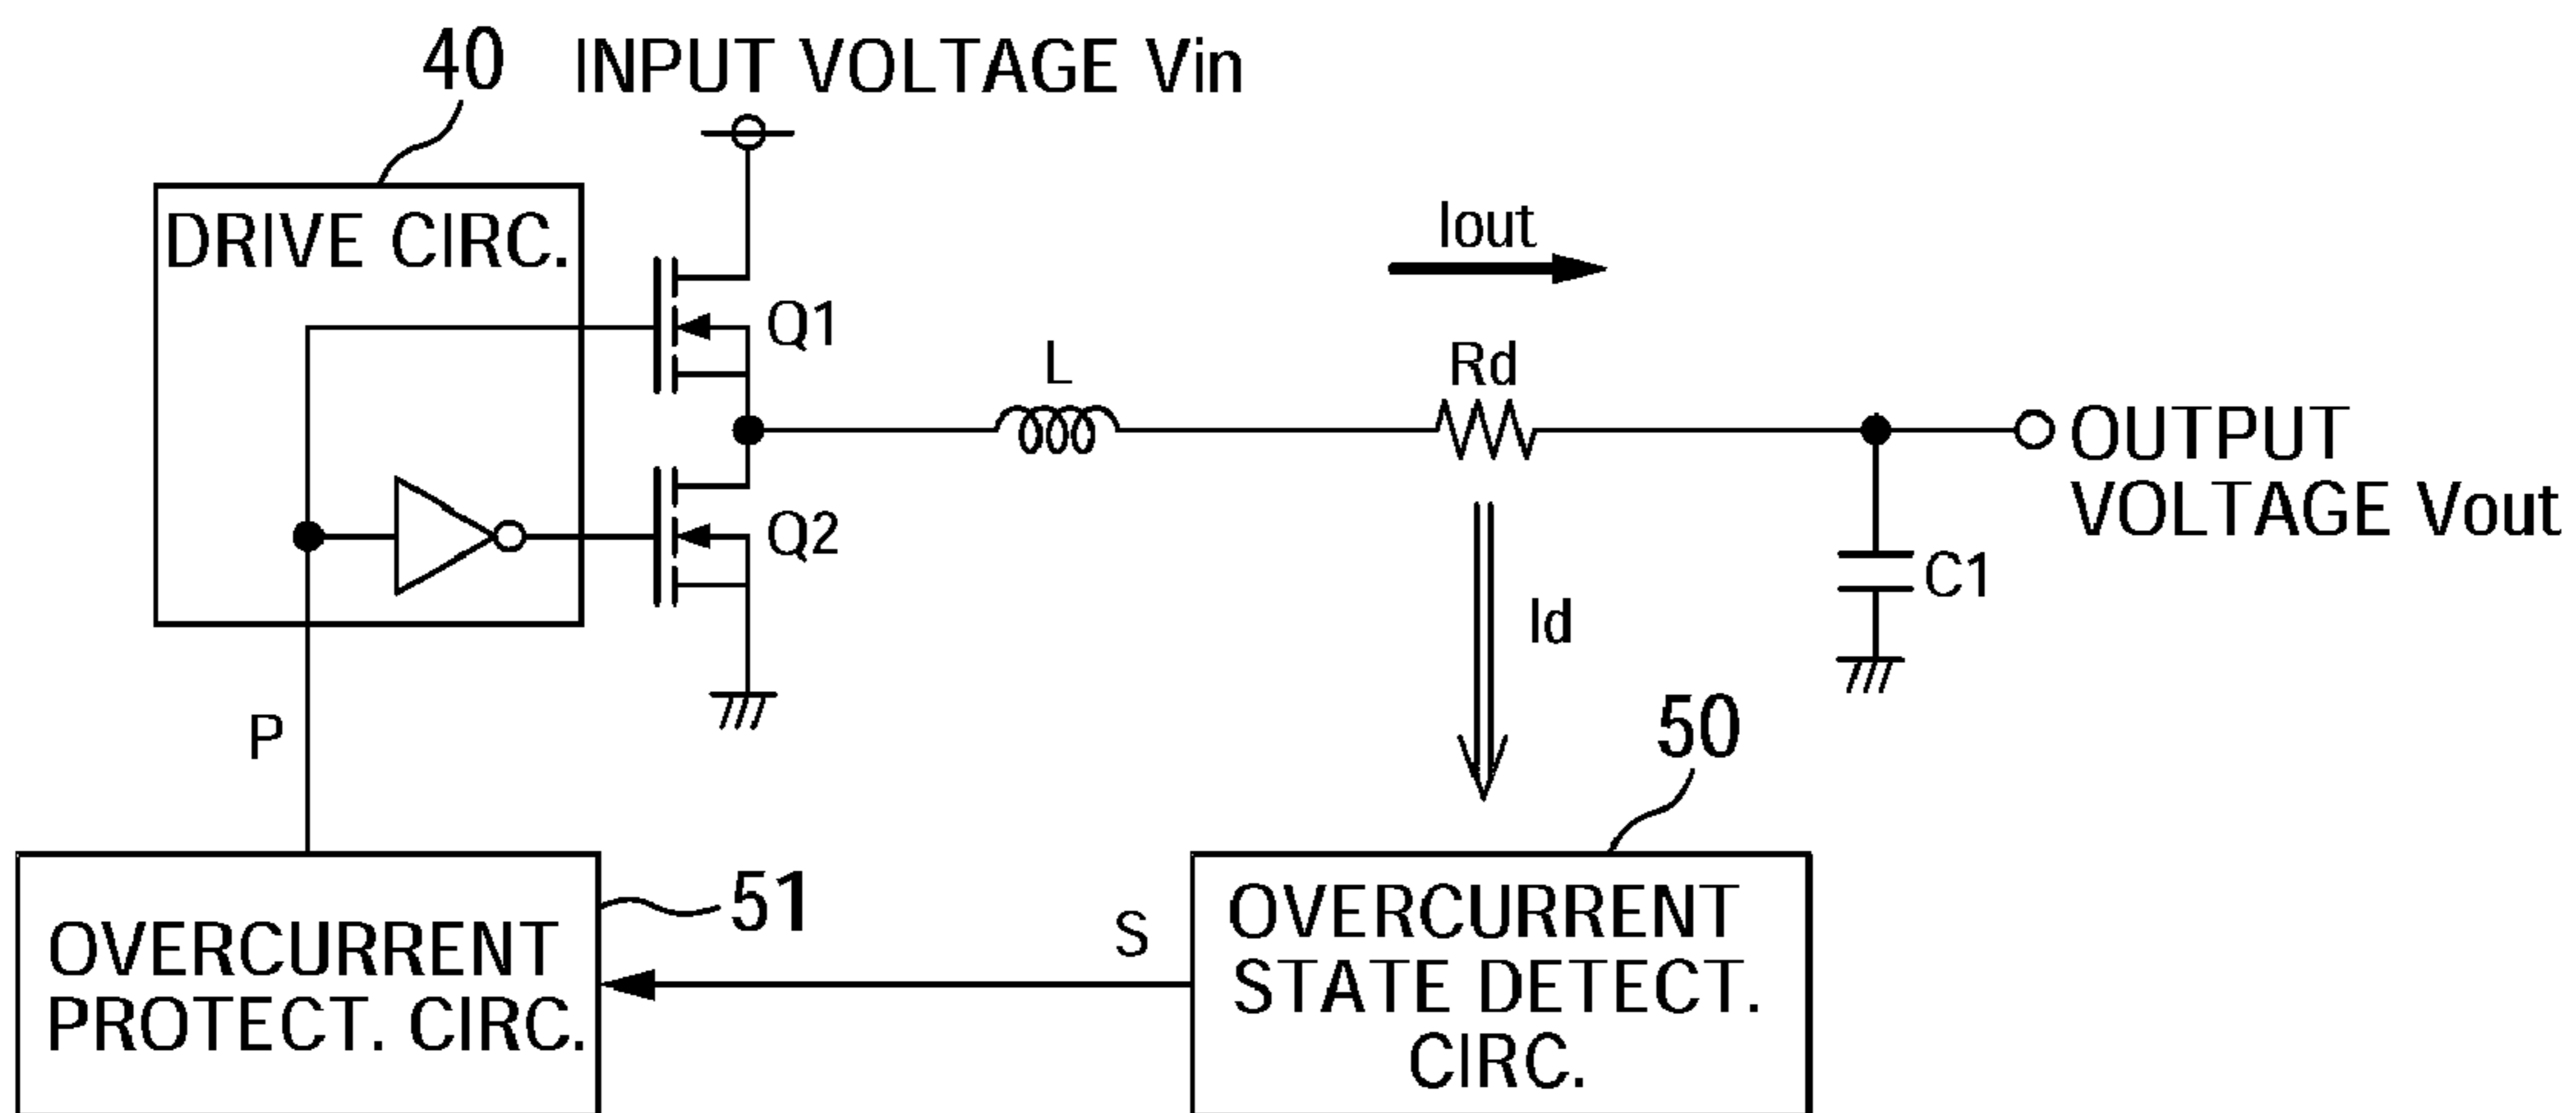 40
INPUT VOLTAGE Vin
DRIVE CIRC.
Iout
Q1
L
Rd
OUTPUT
VOLTAGE Vout
Q2
C1
Id
P
50
51
S
OVERCURRENT
PROTECT. CIRC.
OVERCURRENT
STATE DETECT.
CIRC.